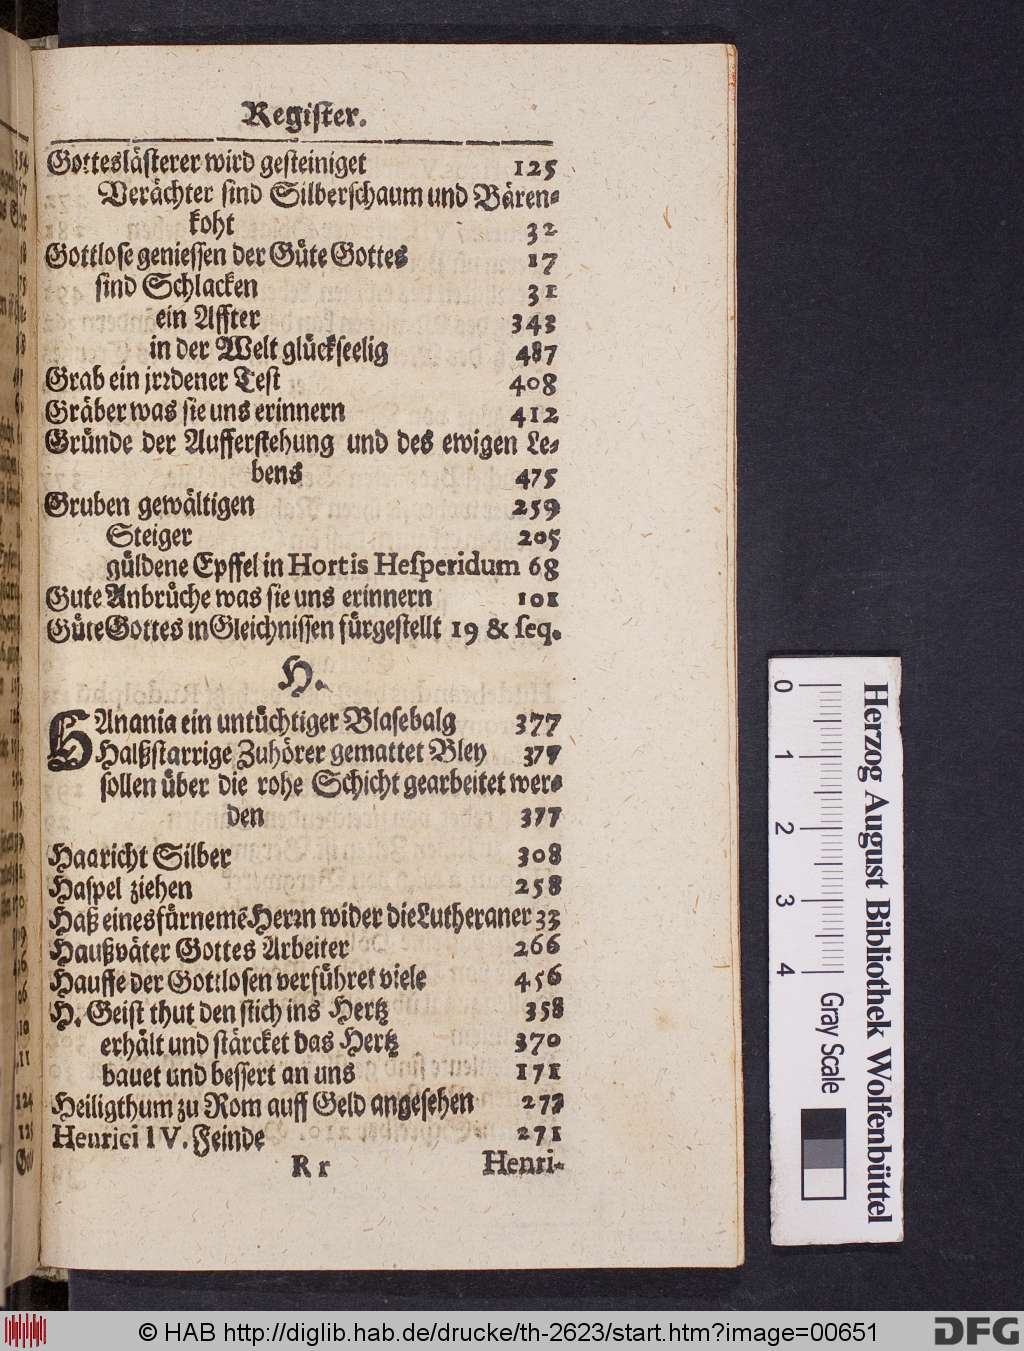 Register.
Gotteslästerer wird gesteiniget 125
Verächter sind Silberschaum und Bären-
koht 32
Gottlose geniessen der Güte Gottes 17
sind Schlacken 31
ein Affter 343
in der Welt glückseelig 487
Grab ein jrꝛdener Test 408
Gräber was sie uns erinnern 412
Gründe der Aufferstehung und des ewigen Le-
bens 475
Gruben gewältigen 259
Steiger 205
güldene Epffel in Hortis Hesperidum 68
Gute Anbrüche was sie uns erinnern 101
Güte Gottes in Gleichnissen fürgestellt 19 & seq.
H.
HAnania ein untüchtiger Blasebalg 377
Halßstarrige Zuhörer gemattet Bley 377
sollen über die rohe Schicht gearbeitet wer-
den 377
Haaricht Silber 308
Haspel ziehen 258
Haß eines fürnemē Herꝛn wider die Lutheraner 33
Haußväter Gottes Arbeiter 266
Hauffe der Gottlosen verführet viele 456
H. Geist thut den stich ins Hertz 358
erhält und stärcket das Hertz 370
bauet und bessert an uns 171
Heiligthum zu Rom auff Geld angesehen 277
Henrici IV. Feinde 271
R r Henri-
0 1 2 3 4 Gray Scale
Herzog August Bibliothek Wolfenbüttel
© HAB http://diglib.hab.de/drucke/th-2623/start.htm?image=00651
DFG